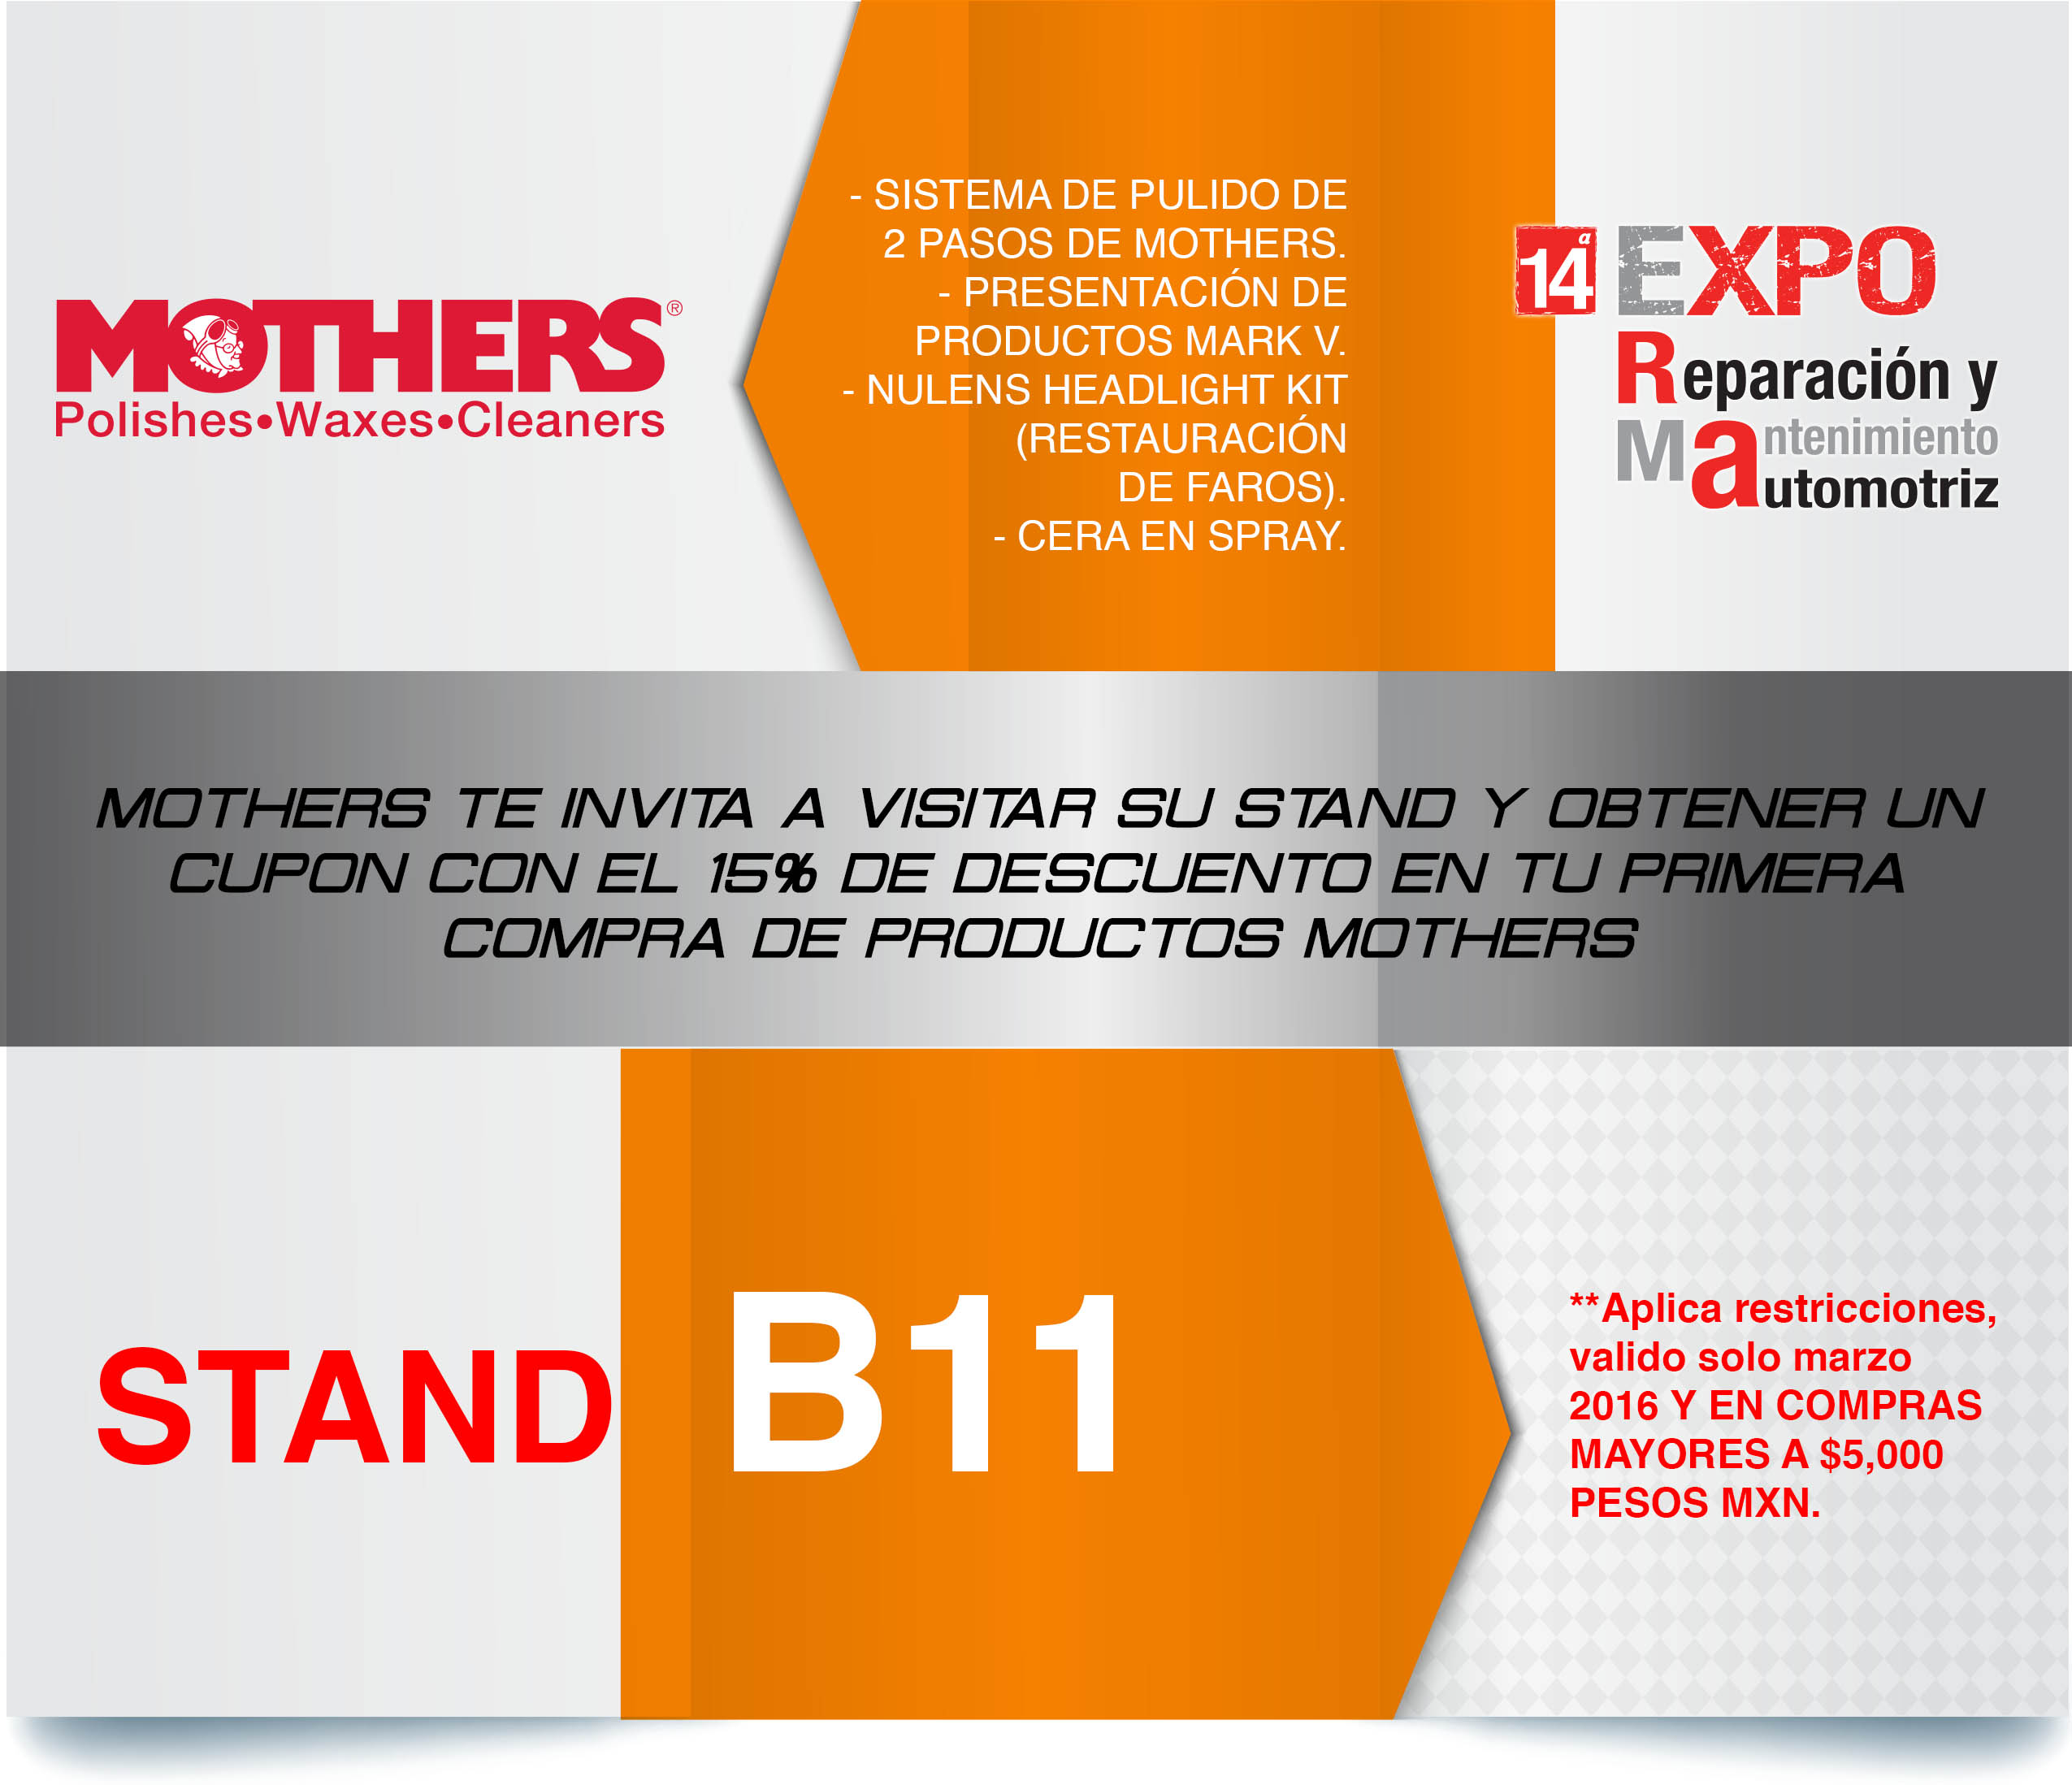 MOTHERS®
Polishes•Waxes•Cleaners
- SISTEMA DE PULIDO DE
2 PASOS DE MOTHERS.
- PRESENTACIÓN DE
PRODUCTOS MARK V.
- NULENS HEADLIGHT KIT
(RESTAURACIÓN
DE FAROS).
- CERA EN SPRAY.
14ª EXPO
Reparación y
Mantenimiento
automotriz
MOTHERS TE INVITA A VISITAR SU STAND Y OBTENER UN
CUPON CON EL 15% DE DESCUENTO EN TU PRIMERA
COMPRA DE PRODUCTOS MOTHERS
STAND B11
**Aplica restricciones,
valido solo marzo
2016 Y EN COMPRAS
MAYORES A $5,000
PESOS MXN.